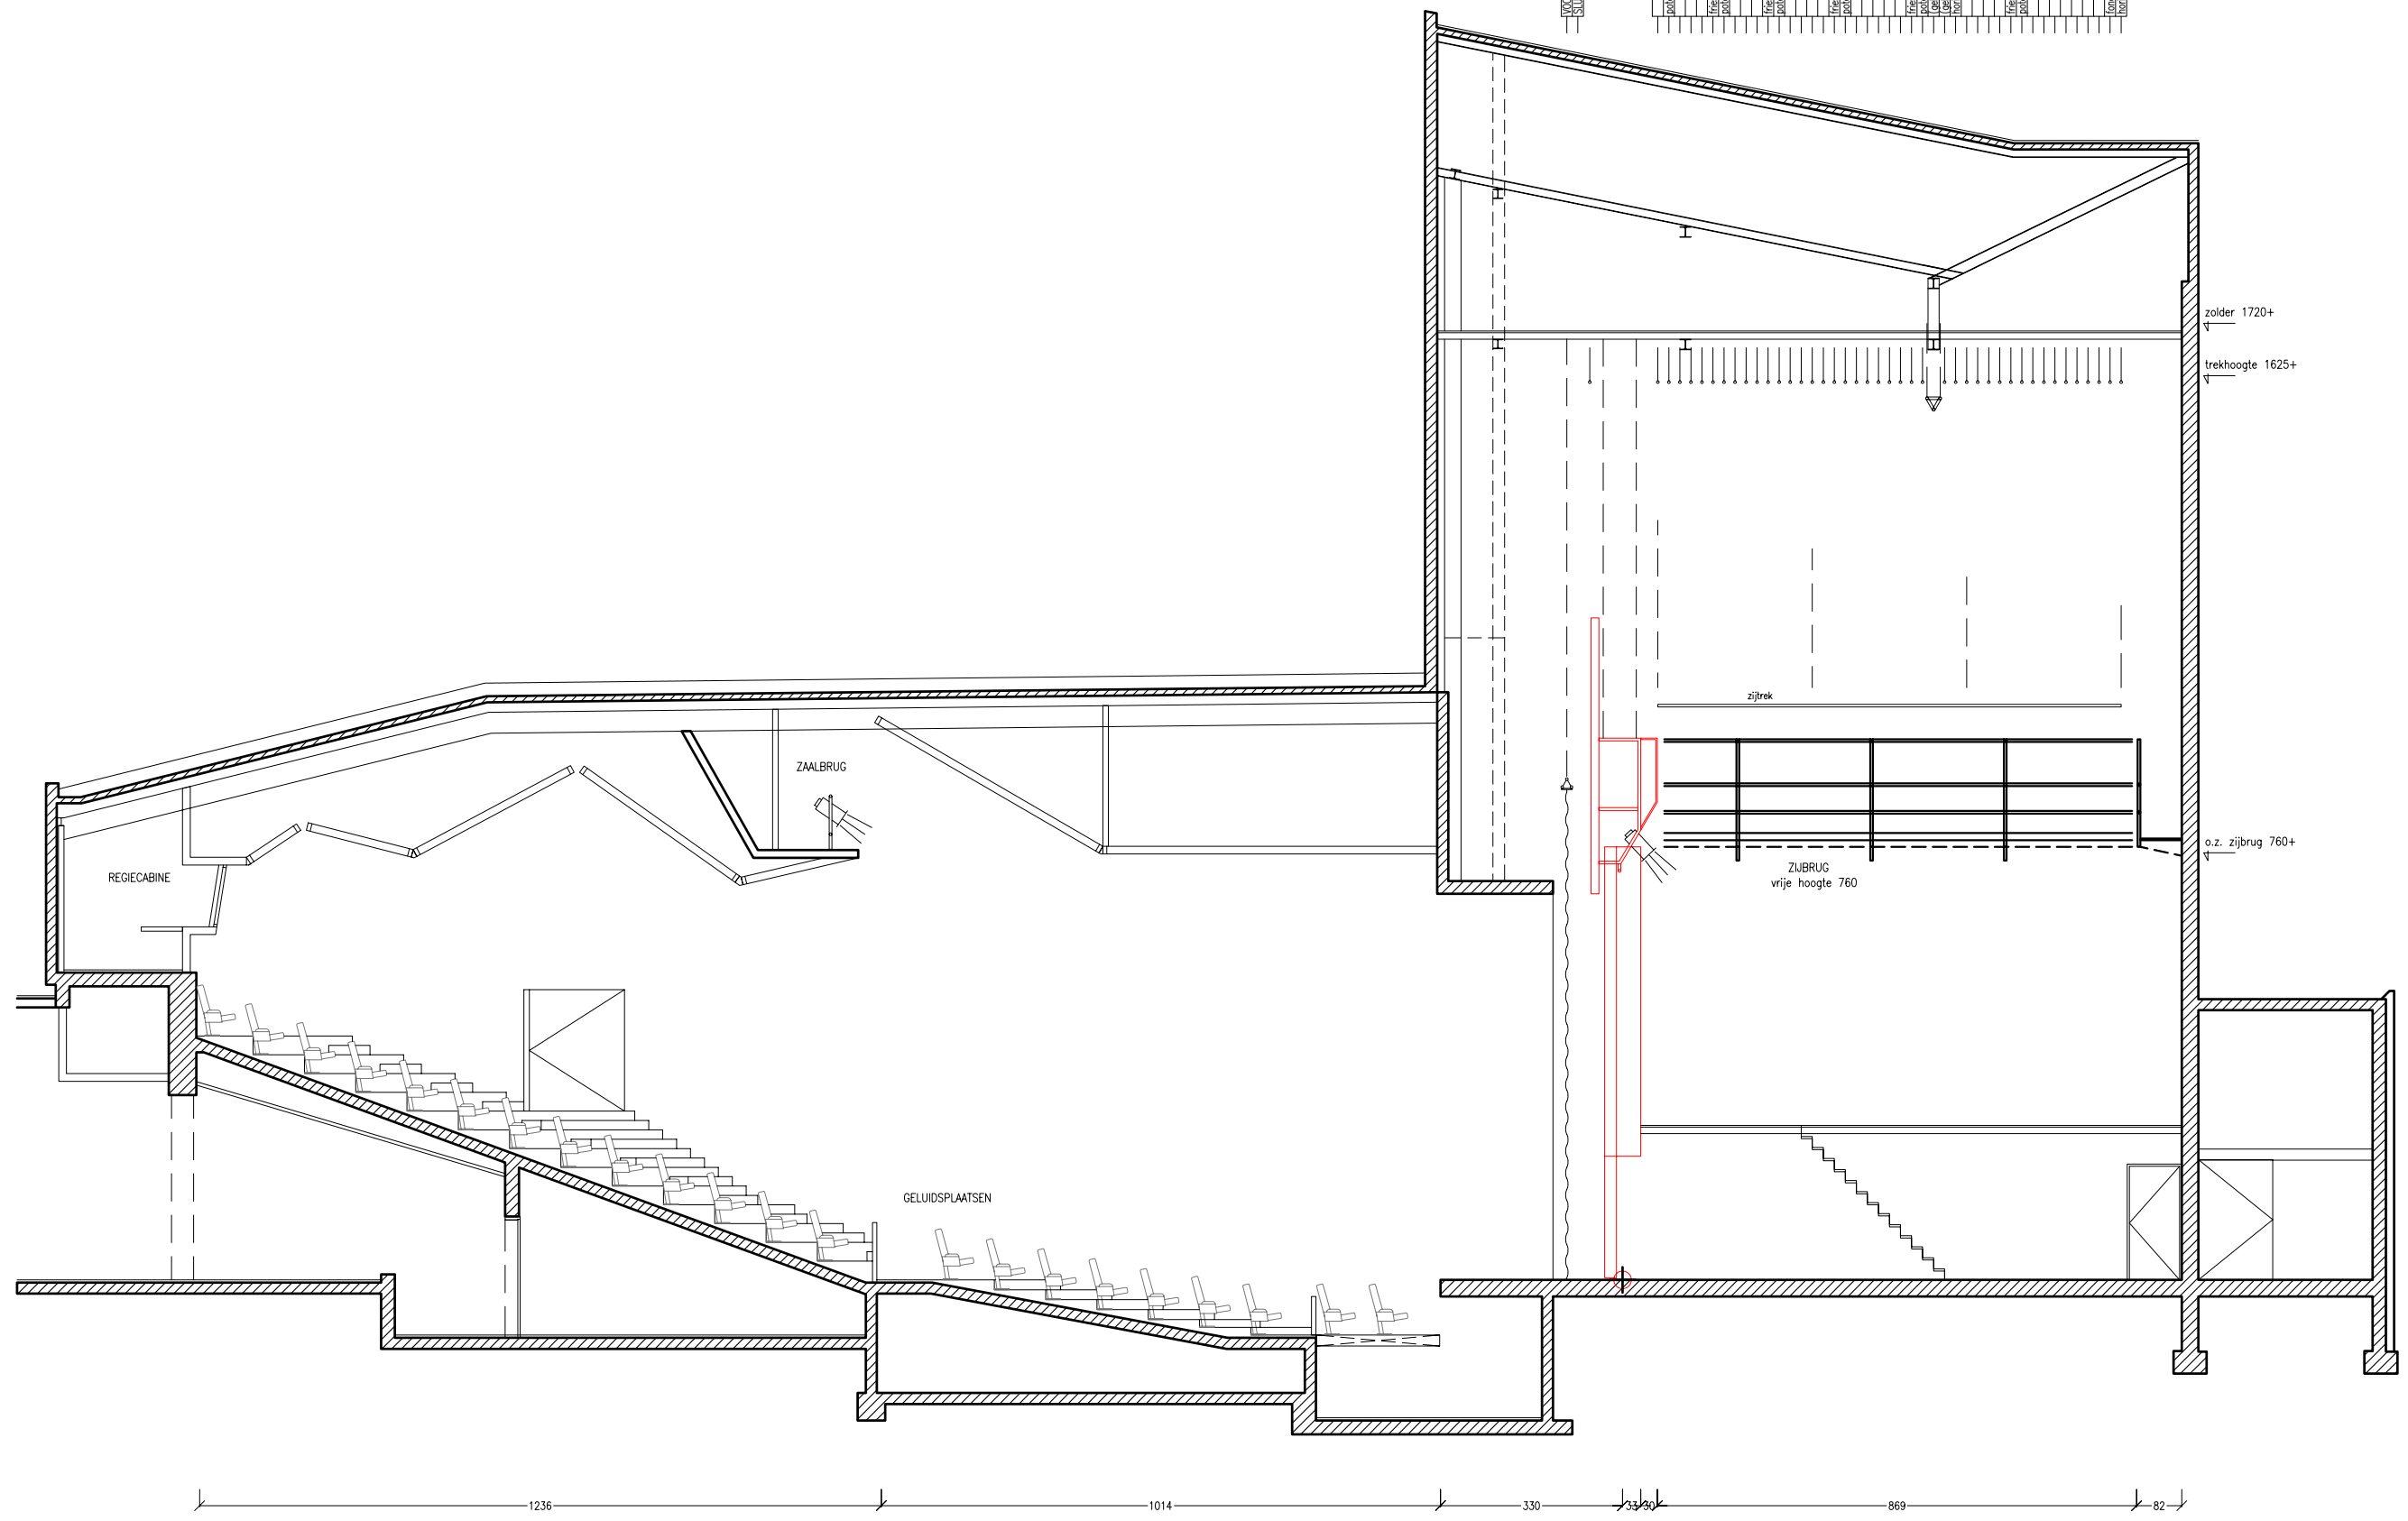 zolder 1720+
trekhoogte 1625+
zijtrek
ZAALBRUG
o.z. zijbrug 760+
ZIJBRUG
vrije hoogte 760
REGIECABINE
GELUIDSPLAATSEN
1236
1014
330
33
30
869
82